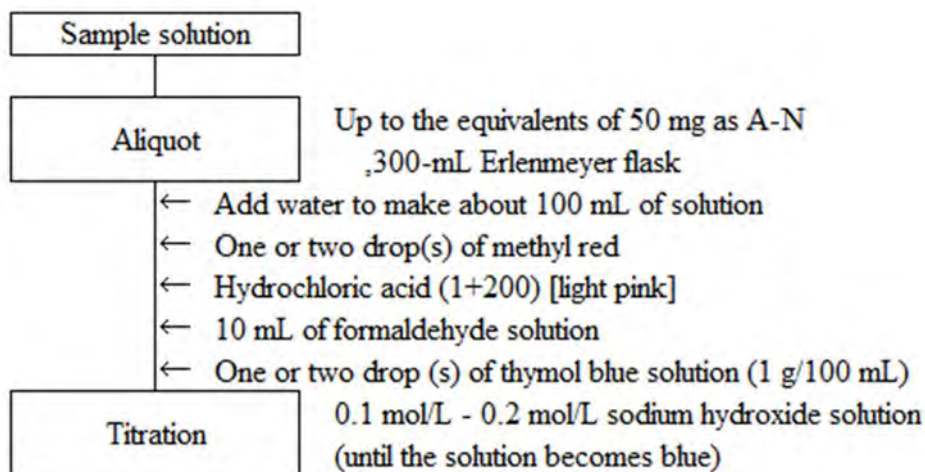 Sample solution
Aliquot
Up to the equivalents of 50 mg as A-N
,300-mL Erlenmeyer flask
← Add water to make about 100 mL of solution
← One or two drop(s) of methyl red
← Hydrochloric acid (1+200) [light pink]
← 10 mL of formaldehyde solution
← One or two drop (s) of thymol blue solution (1 g/100 mL)
Titration
0.1 mol/L - 0.2 mol/L sodium hydroxide solution
(until the solution becomes blue)